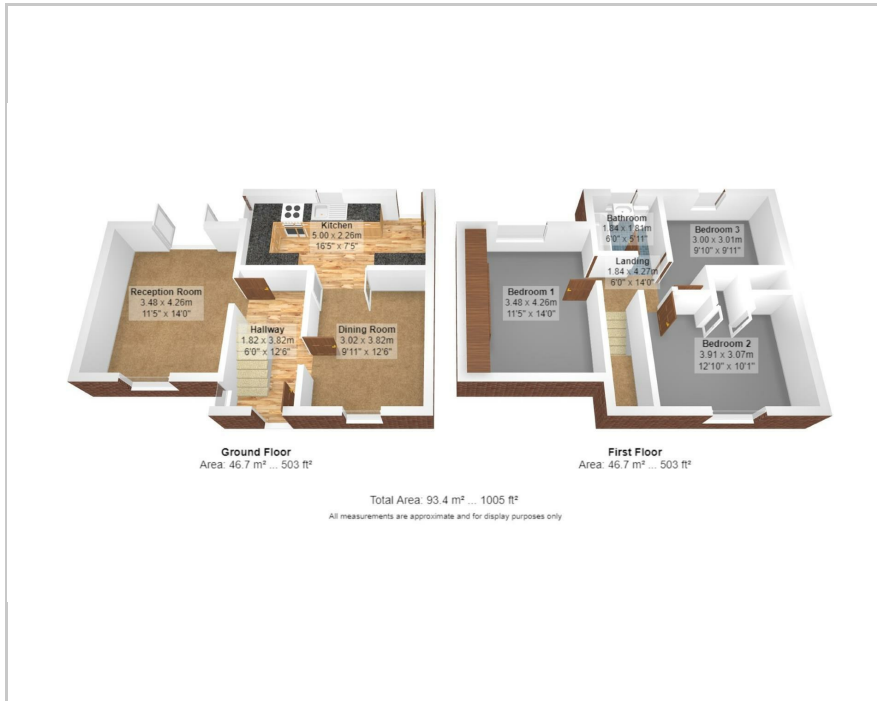 Kitchen
5.00 x 2.26m
16'5" x 7'5"
Reception Room
3.48 x 4.26m
11'5" x 14'0"
Hallway
1.82 x 3.82m
6'0" x 12'6"
Dining Room
3.02 x 3.82m
9'11" x 12'6"
Ground Floor
Area: 46.7 m² ... 503 ft²
Bathroom
1.84 x 1.81m
6'0" x 5'11"
Bedroom 3
3.00 x 3.01m
9'10" x 9'11"
Landing
1.84 x 4.27m
6'0" x 14'0"
Bedroom 1
3.48 x 4.26m
11'5" x 14'0"
Bedroom 2
3.91 x 3.07m
12'10" x 10'1"
First Floor
Area: 46.7 m² ... 503 ft²
Total Area: 93.4 m² ... 1005 ft²
All measurements are approximate and for display purposes only